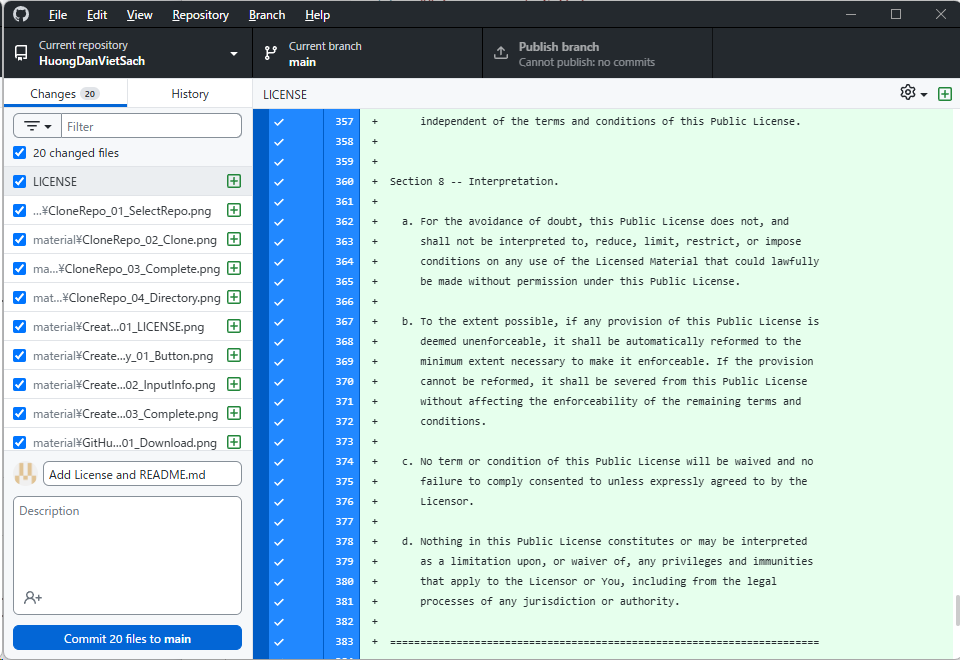 File Edit View Repository Branch Help
Current repository
HuongDanVietSach
Current branch
main
Publish branch
Cannot publish: no commits
Changes 20
History
Filter
20 changed files
LICENSE
...¥CloneRepo_01_SelectRepo.png
material¥CloneRepo_02_Clone.png
ma...¥CloneRepo_03_Complete.png
mat...¥CloneRepo_04_Directory.png
material¥Creat...01_LICENSE.png
material¥Create...y_01_Button.png
material¥Create...02_InputInfo.png
material¥Create...03_Complete.png
material¥GitHu...01_Download.png
Add License and README.md
Description
Commit 20 files to main
LICENSE
357 + independent of the terms and conditions of this Public License.
358 +
359 +
360 + Section 8 -- Interpretation.
361 +
362 + a. For the avoidance of doubt, this Public License does not, and
363 + shall not be interpreted to, reduce, limit, restrict, or impose
364 + conditions on any use of the Licensed Material that could lawfully
365 + be made without permission under this Public License.
366 +
367 + b. To the extent possible, if any provision of this Public License is
368 + deemed unenforceable, it shall be automatically reformed to the
369 + minimum extent necessary to make it enforceable. If the provision
370 + cannot be reformed, it shall be severed from this Public License
371 + without affecting the enforceability of the remaining terms and
372 + conditions.
373 +
374 + c. No term or condition of this Public License will be waived and no
375 + failure to comply consented to unless expressly agreed to by the
376 + Licensor.
377 +
378 + d. Nothing in this Public License constitutes or may be interpreted
379 + as a limitation upon, or waiver of, any privileges and immunities
380 + that apply to the Licensor or You, including from the legal
381 + processes of any jurisdiction or authority.
382 +
383 + =======================================================================